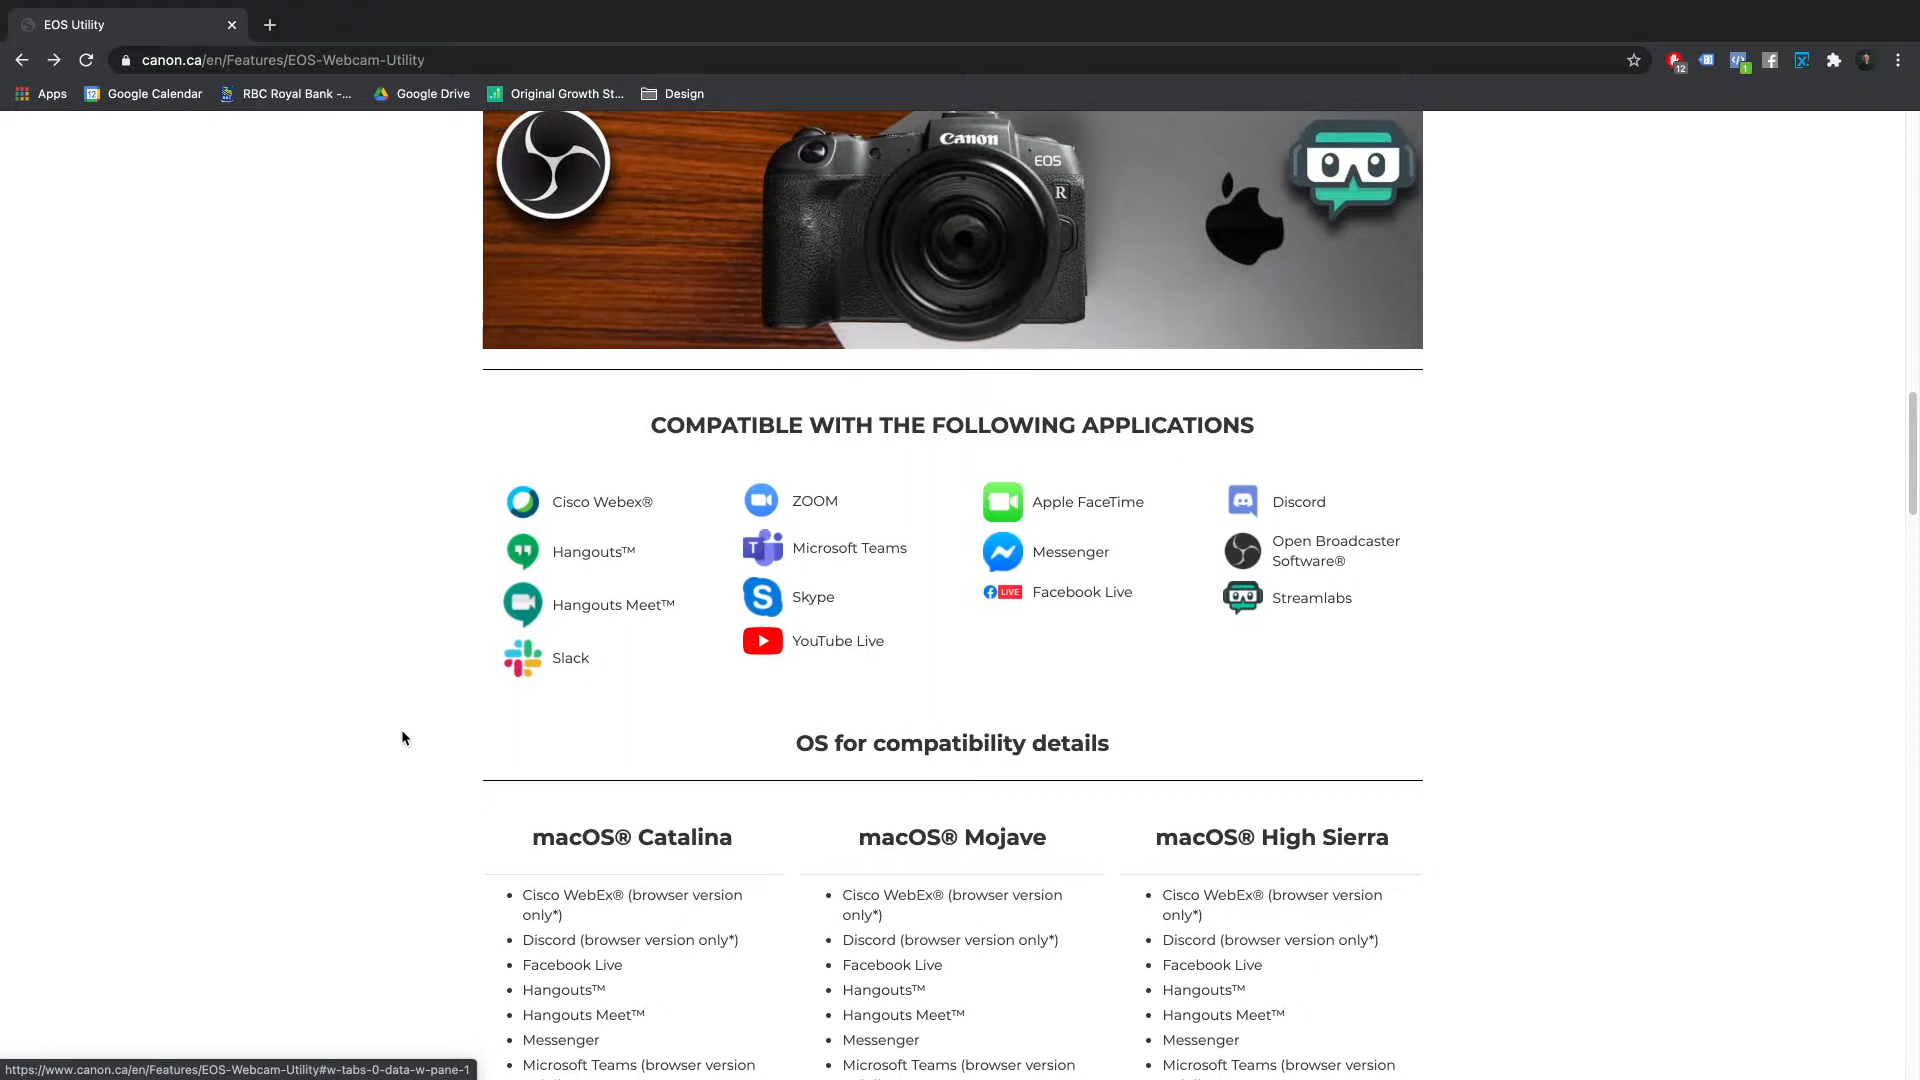 EOS Utility
canon.ca/en/Features/EOS-Webcam-Utility
12
1
Apps
12
Google Calendar
RBC Royal Bank -...
Google Drive
Original Growth St...
Design
Canon
EOS
R
COMPATIBLE WITH THE FOLLOWING APPLICATIONS
Cisco Webex®
Hangouts™
Hangouts Meet™
Slack
ZOOM
T
Microsoft Teams
S
Skype
YouTube Live
Apple FaceTime
Messenger
LIVE
Facebook Live
Discord
Open Broadcaster
Software®
Streamlabs
OS for compatibility details
macOS® Catalina
• Cisco WebEx® (browser version
only*)
• Discord (browser version only*)
• Facebook Live
• Hangouts™
• Hangouts Meet™
• Messenger
• Microsoft Teams (browser version
macOS® Mojave
• Cisco WebEx® (browser version
only*)
• Discord (browser version only*)
• Facebook Live
• Hangouts™
• Hangouts Meet™
• Messenger
• Microsoft Teams (browser version
macOS® High Sierra
• Cisco WebEx® (browser version
only*)
• Discord (browser version only*)
• Facebook Live
• Hangouts™
• Hangouts Meet™
• Messenger
• Microsoft Teams (browser version
https://www.canon.ca/en/Features/EOS-Webcam-Utility#w-tabs-0-data-w-pane-1